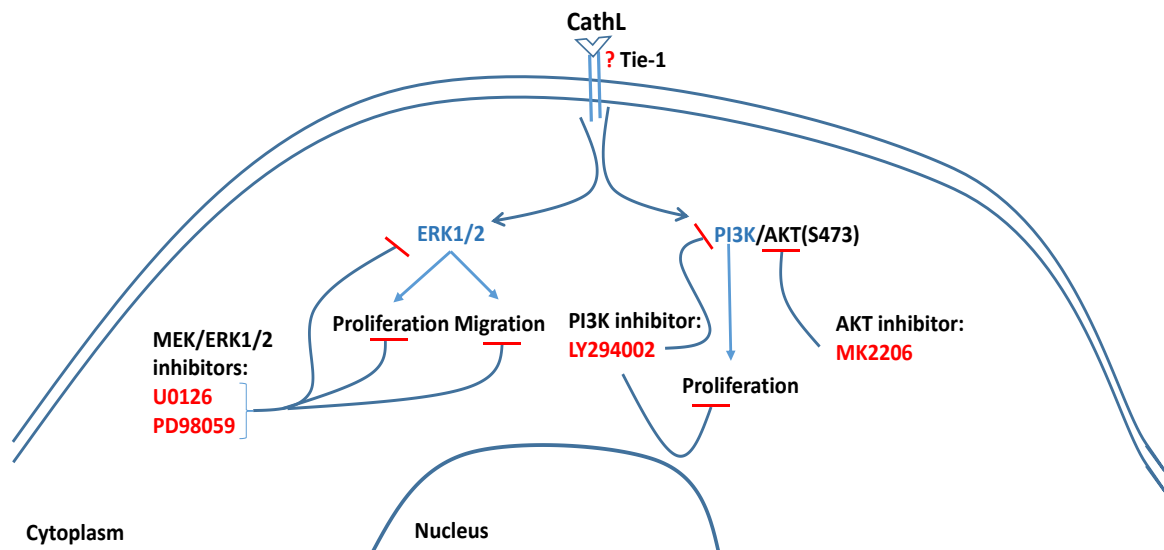 CathL
? Tie-1
ERK1/2
PI3K/AKT(S473)
Proliferation Migration
PI3K inhibitor:
LY294002
AKT inhibitor:
MK2206
MEK/ERK1/2
inhibitors:
U0126
PD98059
Proliferation
Cytoplasm
Nucleus